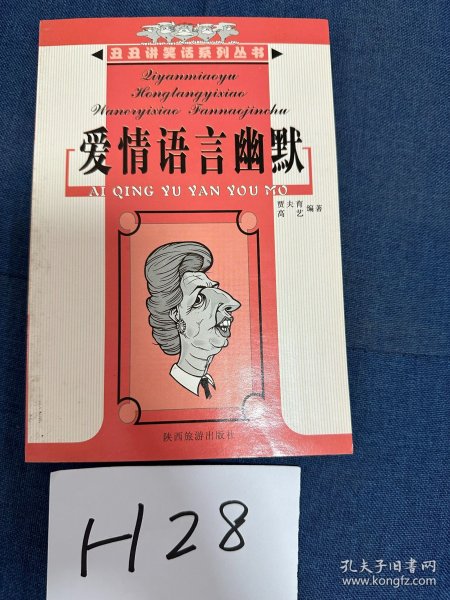 丑丑讲笑话系列丛书
Qiyanmiaoyu
Hongtangyixiao
Waneryixiao Fannaojinchu
爱情语言幽默
AI QING YU YAN YOU MO
贾夫育
高艺
编著
陕西旅游出版社
H28
孔夫子旧书网
www.kongfz.com